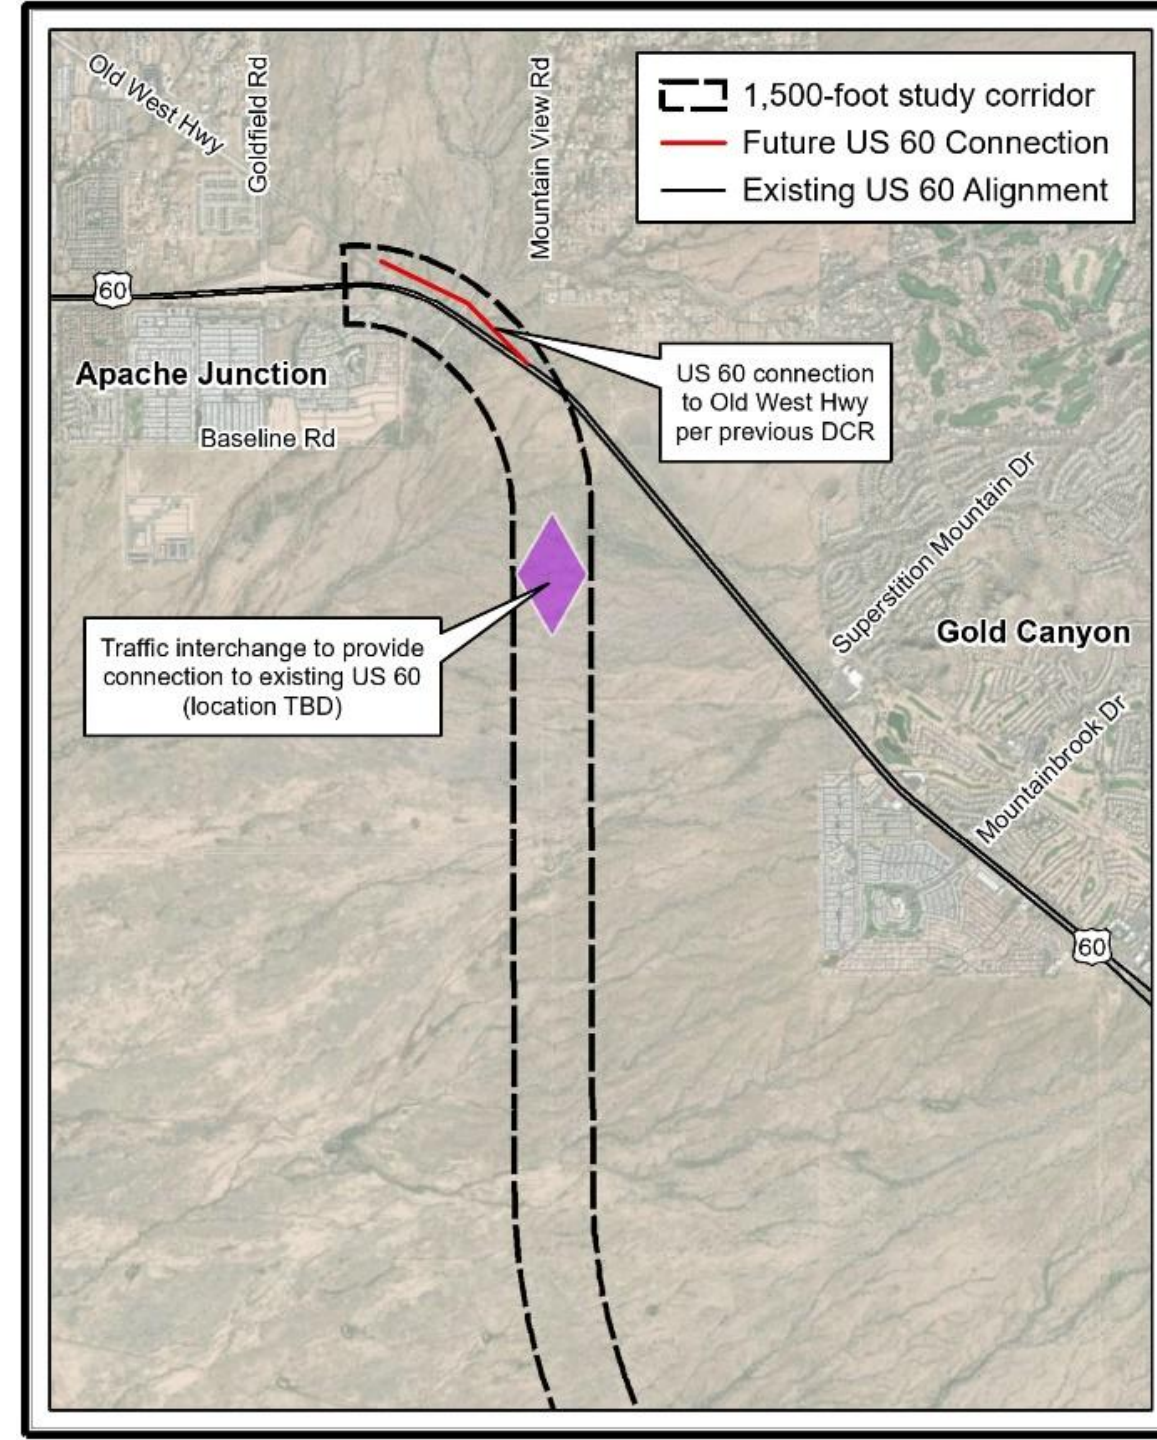 Old West Hwy
Goldfield Rd
Mountain View Rd
1,500-foot study corridor
Future US 60 Connection
Existing US 60 Alignment
60
Apache Junction
US 60 connection
to Old West Hwy
per previous DCR
Baseline Rd
Superstition Mountain Dr
Traffic interchange to provide
connection to existing US 60
(location TBD)
Gold Canyon
Mountainbrook Dr
60